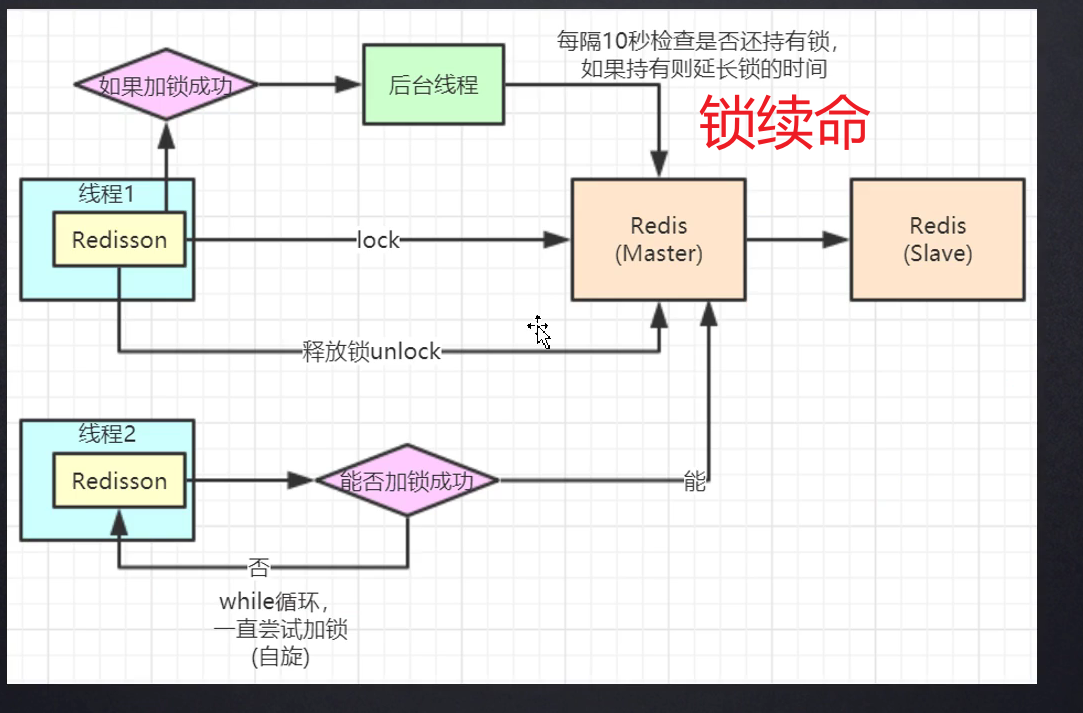 每隔10秒检查是否还持有锁，
如果持有则延长锁的时间
如果加锁成功
后台线程
锁续命
线程1
Redisson
lock
Redis
(Master)
Redis
(Slave)
释放锁unlock
线程2
Redisson
能否加锁成功
能
否
while循环，
一直尝试加锁
(自旋)